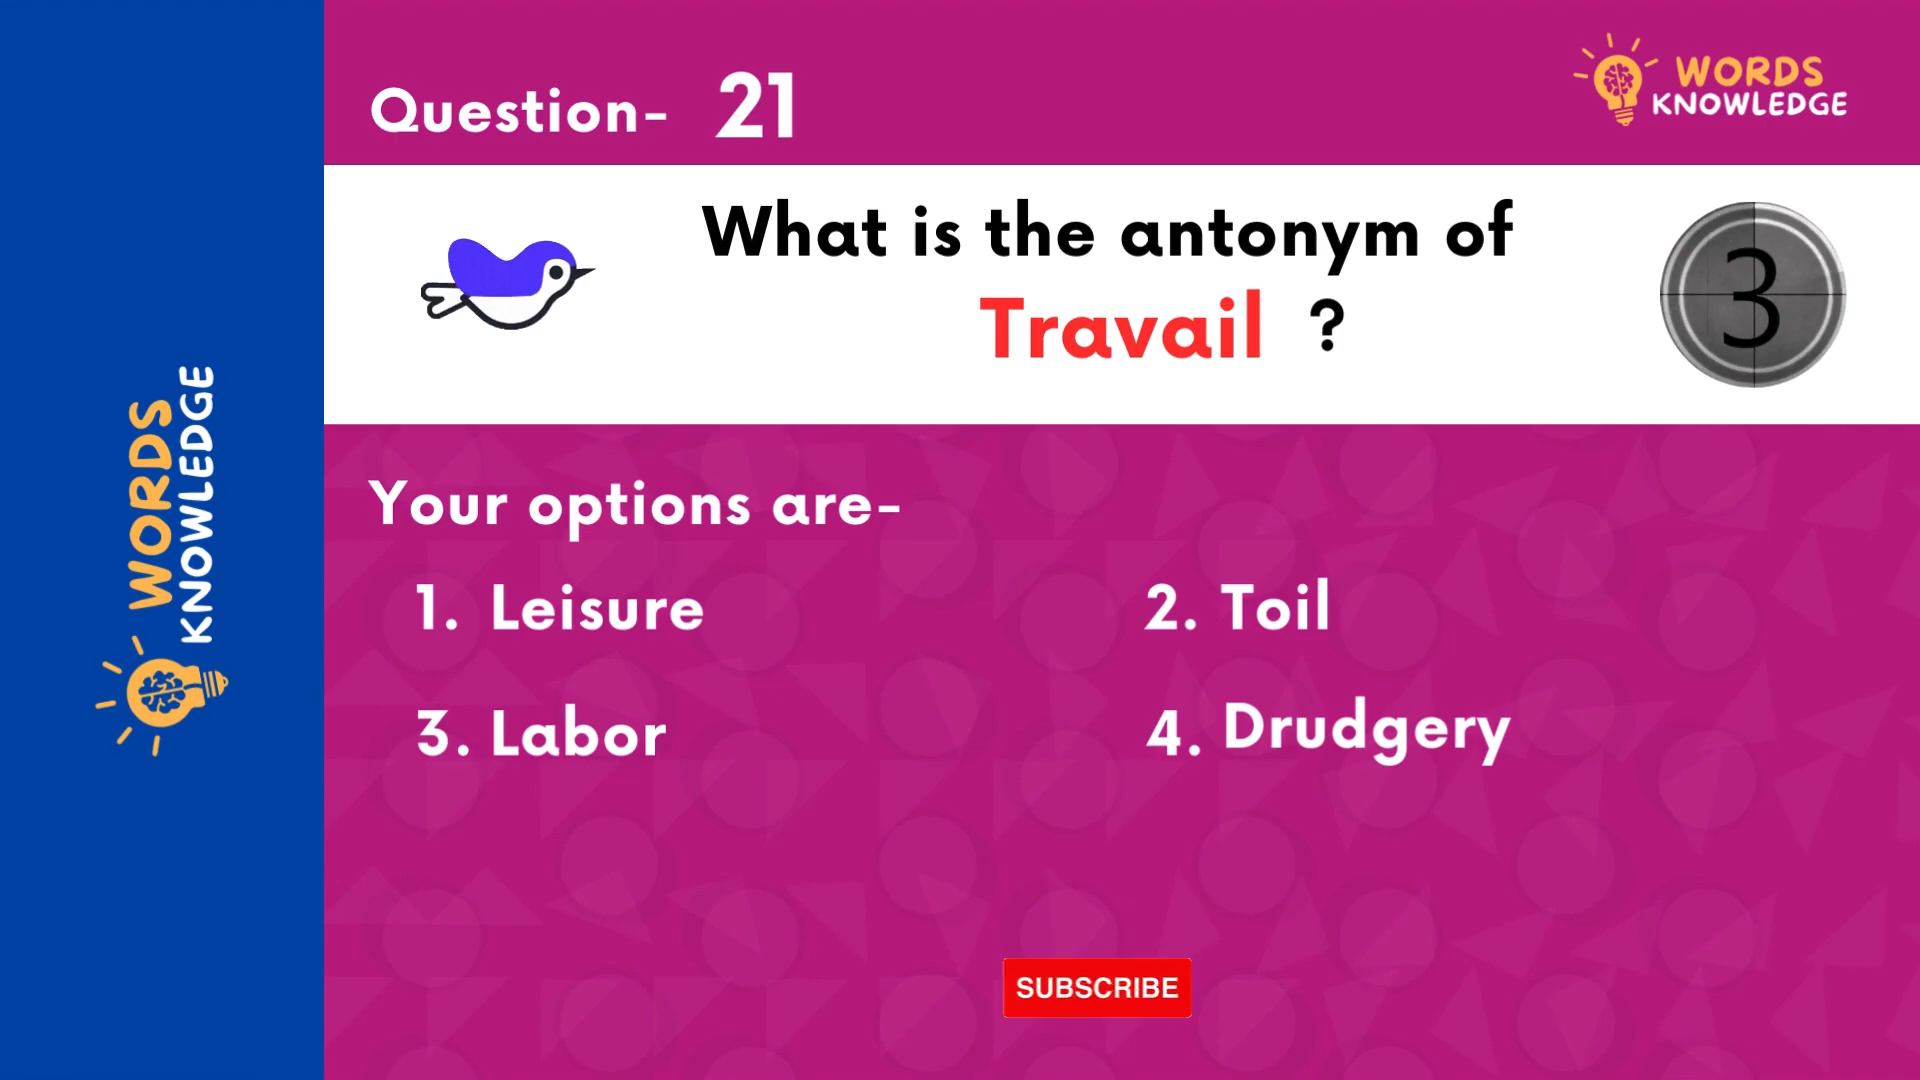 Question- 21
WORDS
KNOWLEDGE
What is the antonym of
Travail ?
3
Your options are-
1. Leisure
2. Toil
3. Labor
4. Drudgery
SUBSCRIBE
WORDS
KNOWLEDGE